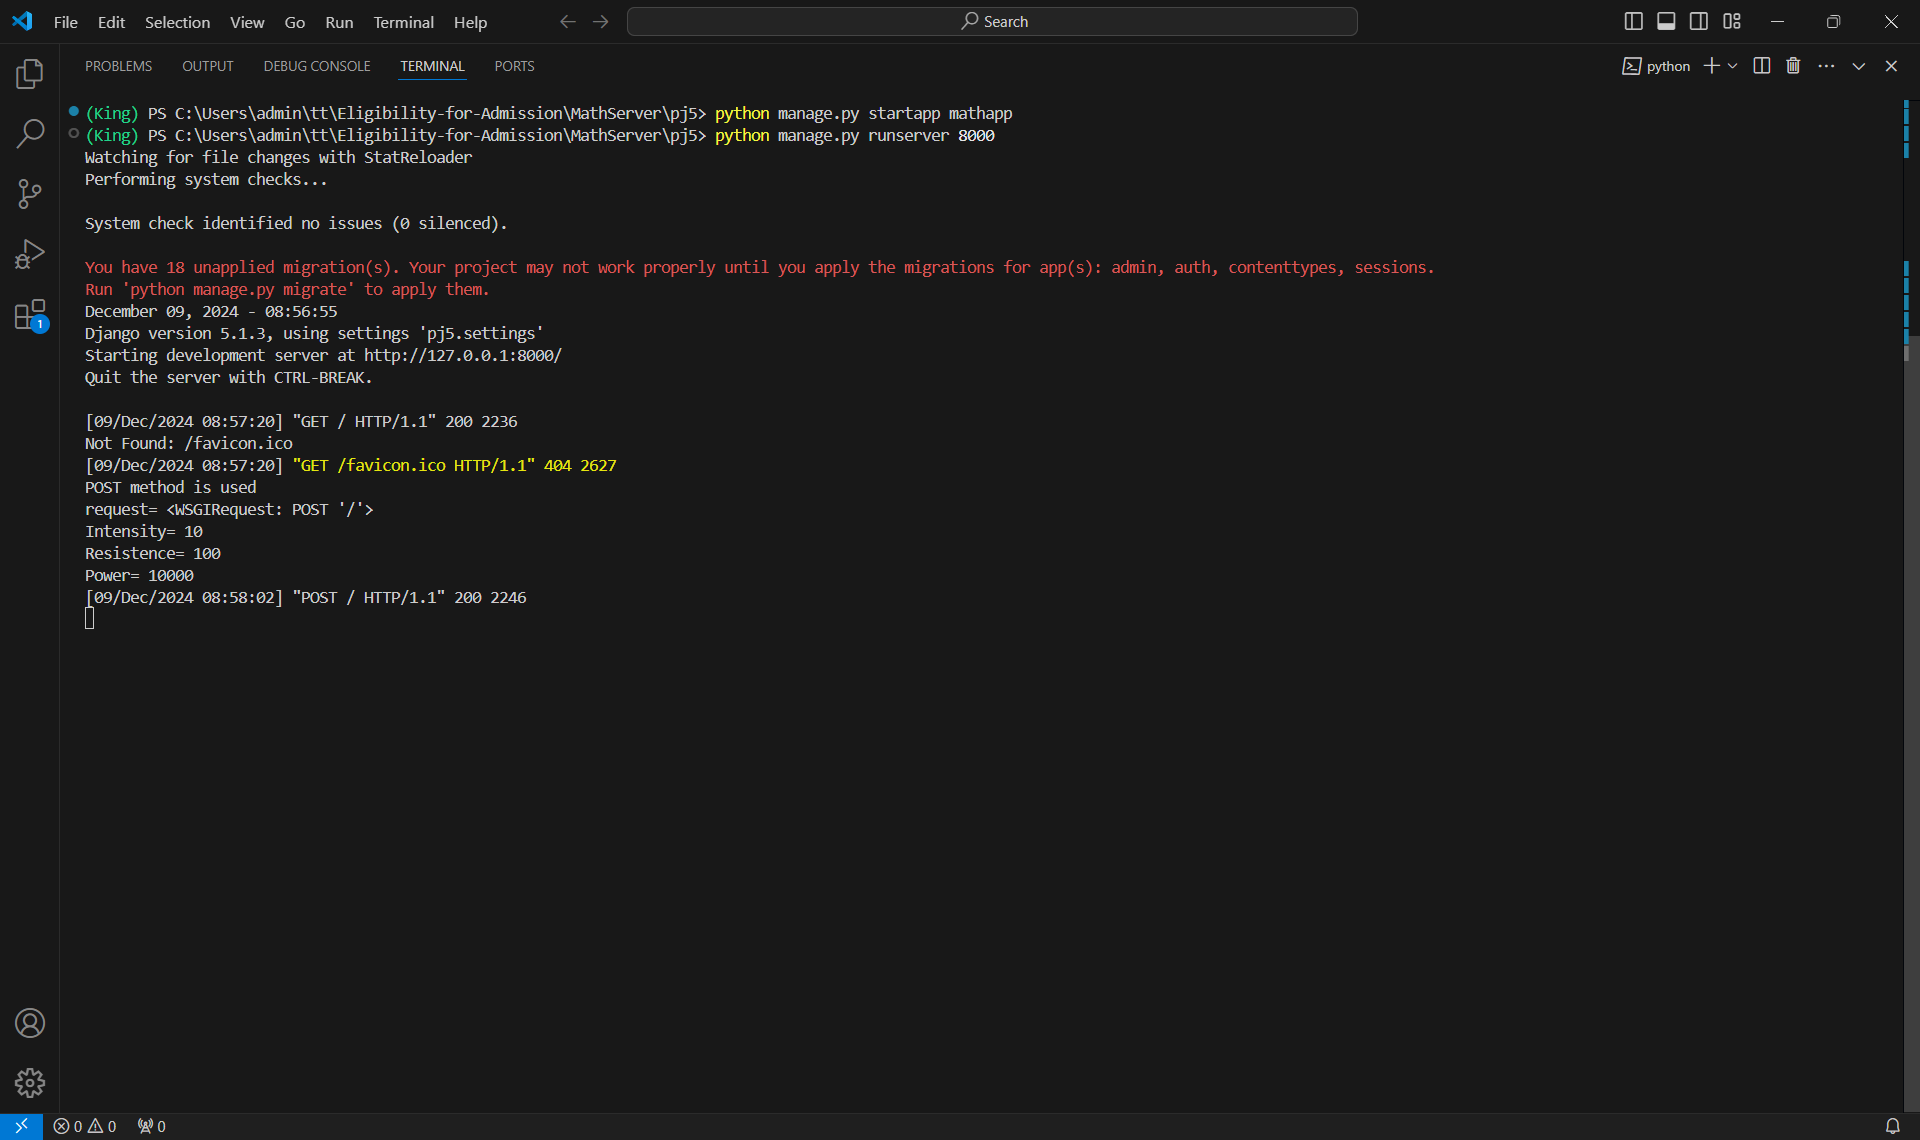 File Edit Selection View Go Run Terminal Help
Search
PROBLEMS OUTPUT DEBUG CONSOLE TERMINAL PORTS
python
(King) PS C:\Users\admin\tt\Eligibility-for-Admission\MathServer\pj5> python manage.py startapp mathapp
(King) PS C:\Users\admin\tt\Eligibility-for-Admission\MathServer\pj5> python manage.py runserver 8000
Watching for file changes with StatReloader
Performing system checks...
System check identified no issues (0 silenced).
You have 18 unapplied migration(s). Your project may not work properly until you apply the migrations for app(s): admin, auth, contenttypes, sessions.
Run 'python manage.py migrate' to apply them.
December 09, 2024 - 08:56:55
Django version 5.1.3, using settings 'pj5.settings'
Starting development server at http://127.0.0.1:8000/
Quit the server with CTRL-BREAK.
[09/Dec/2024 08:57:20] "GET / HTTP/1.1" 200 2236
Not Found: /favicon.ico
[09/Dec/2024 08:57:20] "GET /favicon.ico HTTP/1.1" 404 2627
POST method is used
request= <WSGIRequest: POST '/'>
Intensity= 10
Resistence= 100
Power= 10000
[09/Dec/2024 08:58:02] "POST / HTTP/1.1" 200 2246
1
0 0 0